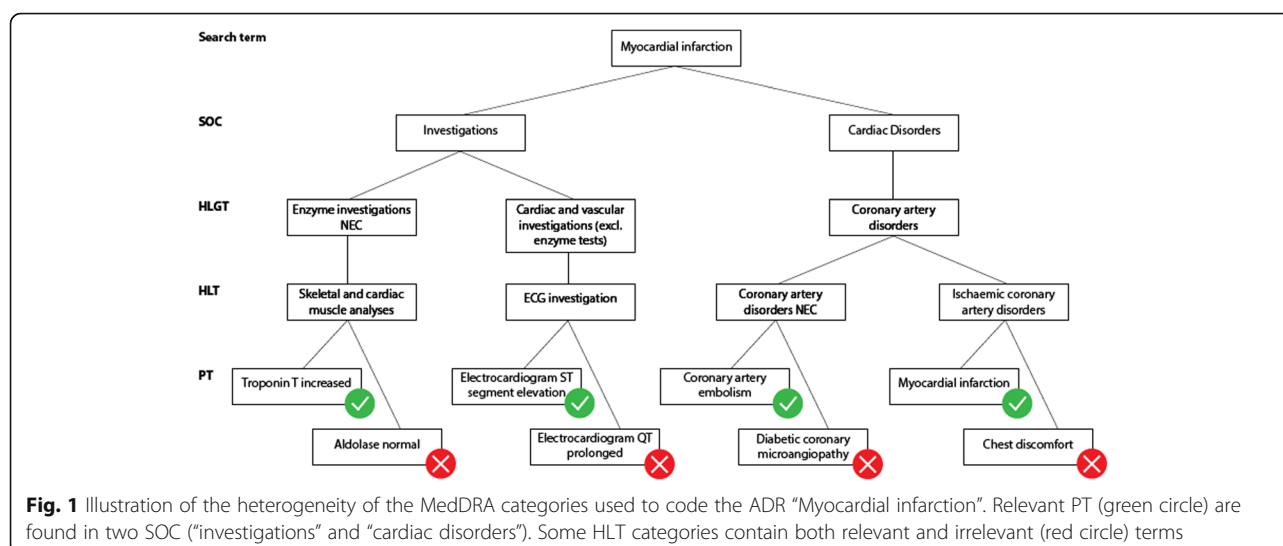 Search term
Myocardial infarction
SOC
Investigations
Cardiac Disorders
HLGT
Enzyme investigations
NEC
Cardiac and vascular
investigations (excl.
enzyme tests)
Coronary artery
disorders
HLT
Skeletal and cardiac
muscle analyses
ECG investigation
Coronary artery
disorders NEC
Ischaemic coronary
artery disorders
PT
Troponin T increased
Electrocardiogram ST
segment elevation
Coronary artery
embolism
Myocardial infarction
Aldolase normal
Electrocardiogram QT
prolonged
Diabetic coronary
microangiopathy
Chest discomfort
Fig. 1 Illustration of the heterogeneity of the MedDRA categories used to code the ADR “Myocardial infarction”. Relevant PT (green circle) are
found in two SOC (“investigations” and “cardiac disorders”). Some HLT categories contain both relevant and irrelevant (red circle) terms